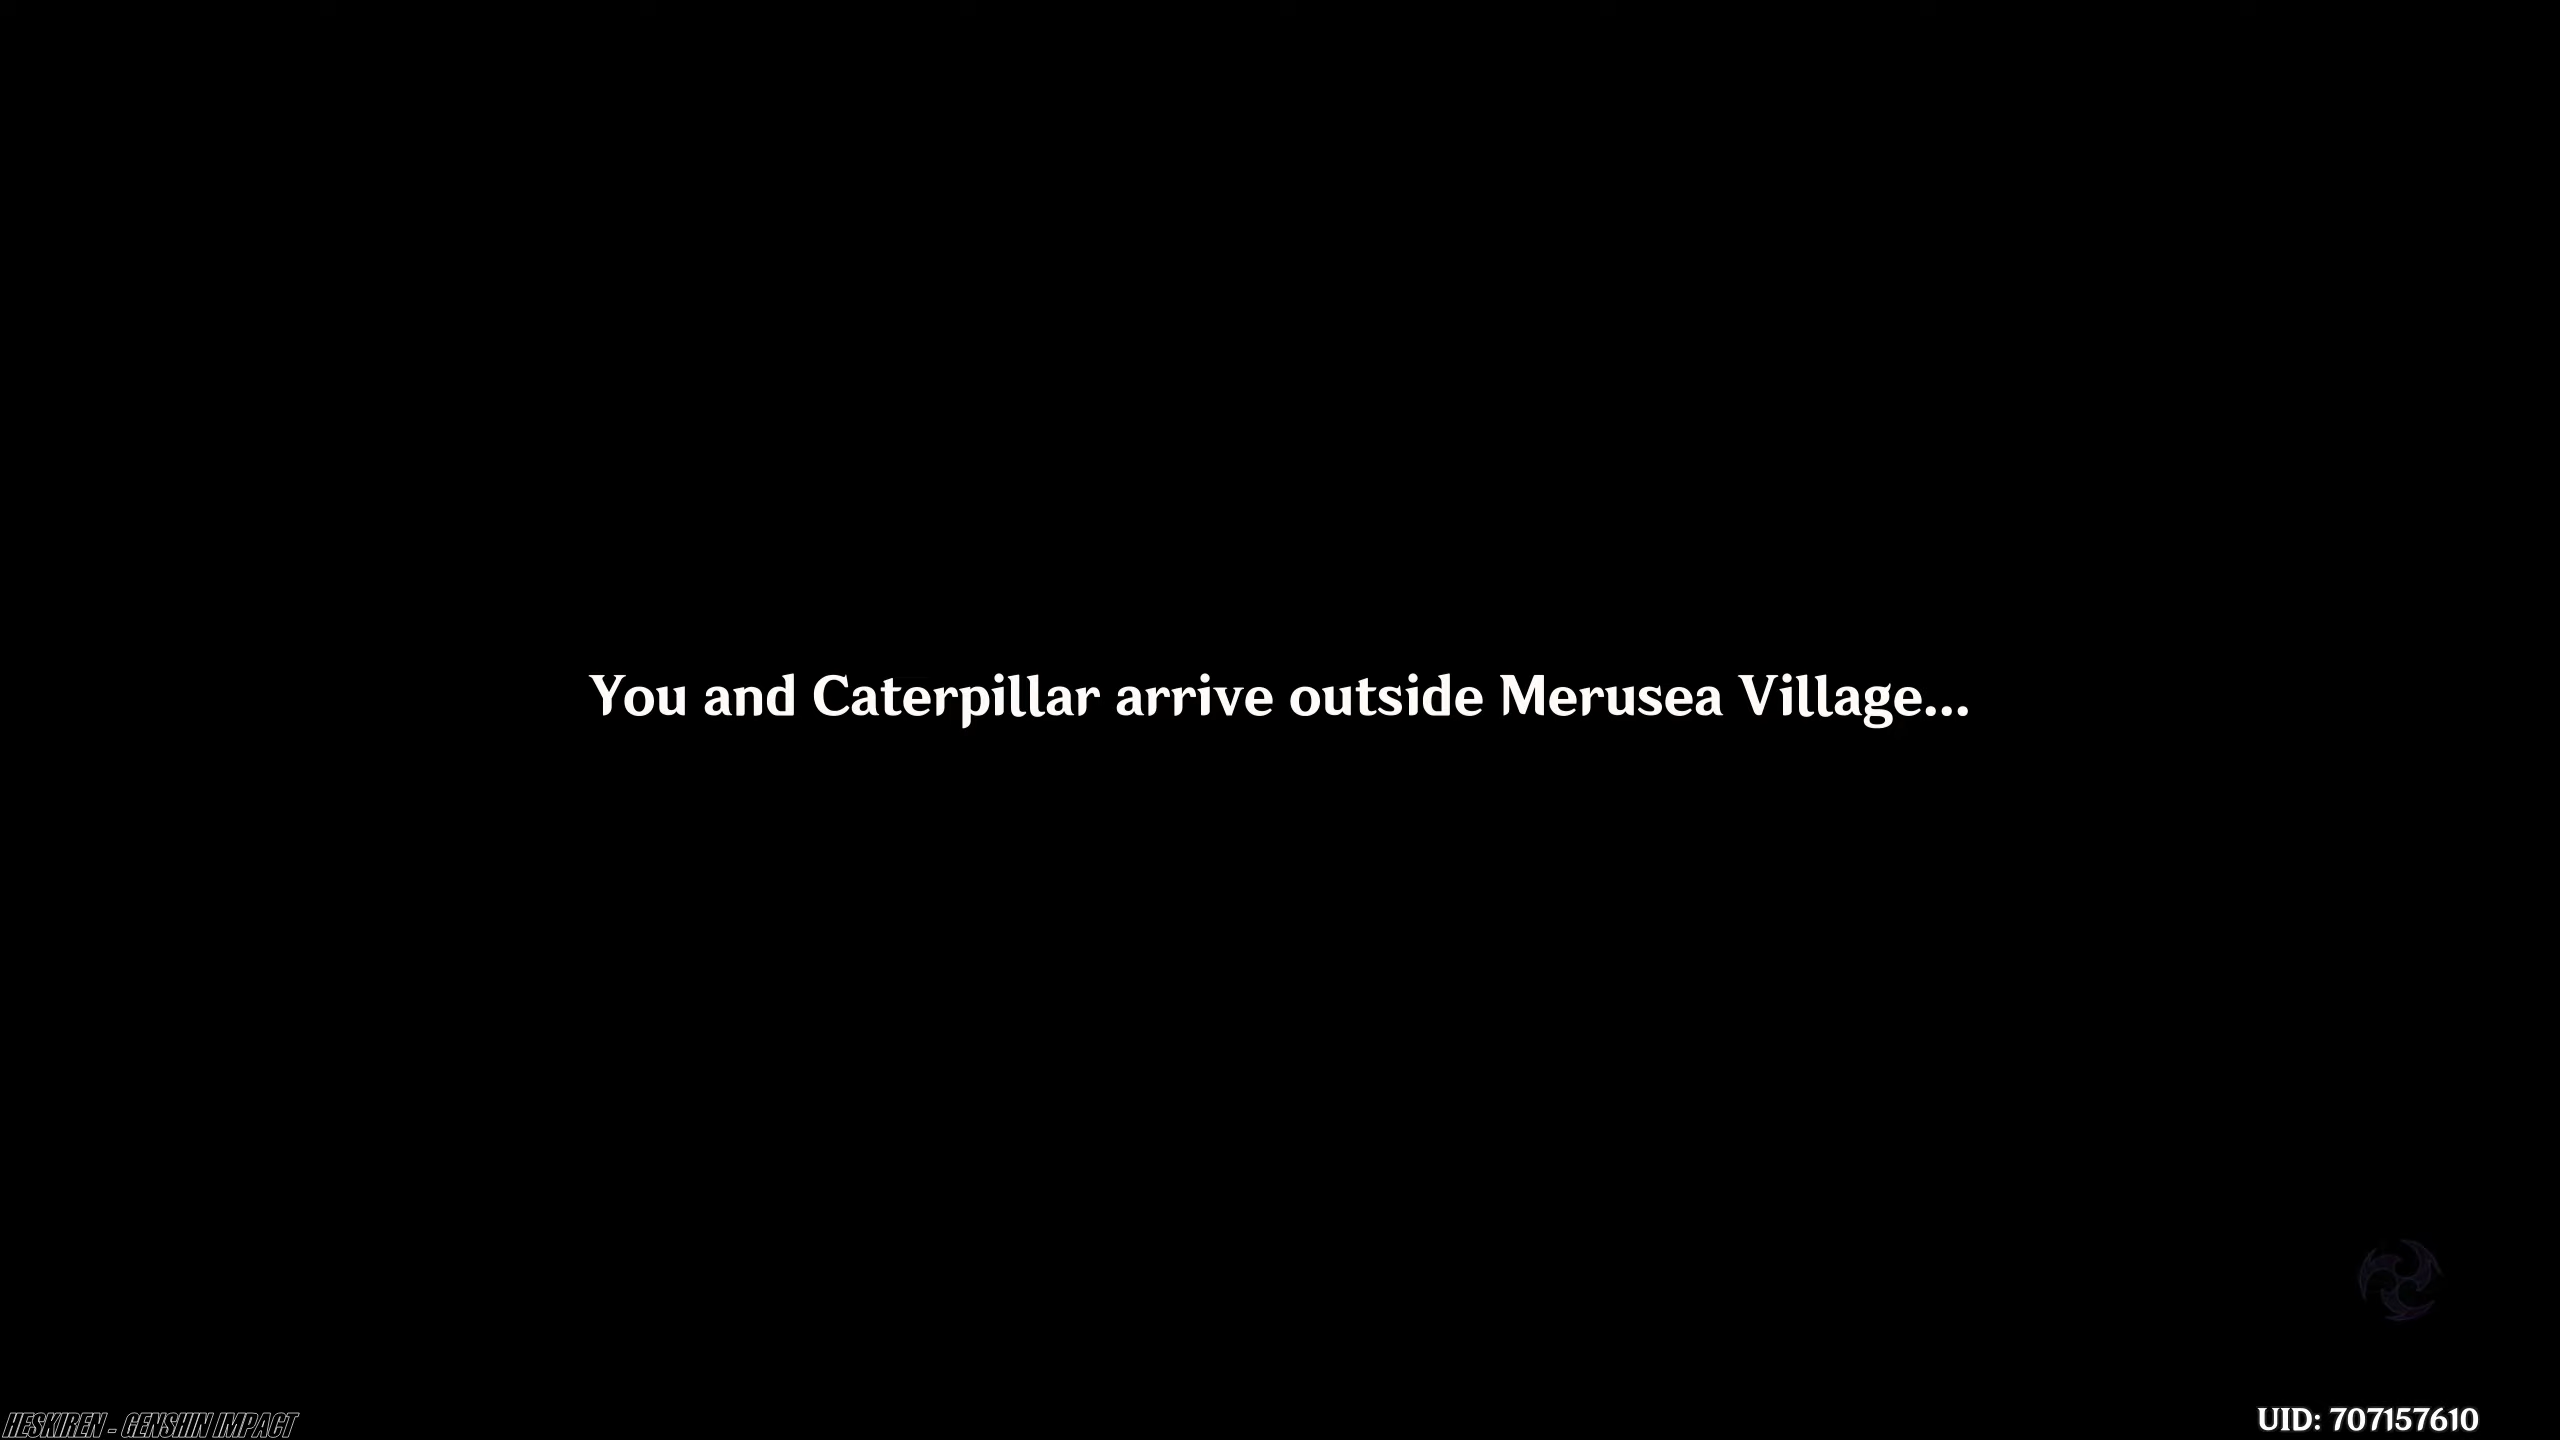 You and Caterpillar arrive outside Merusea Village...
HESKIREN - GENSHIN IMPACT
UID: 707157610